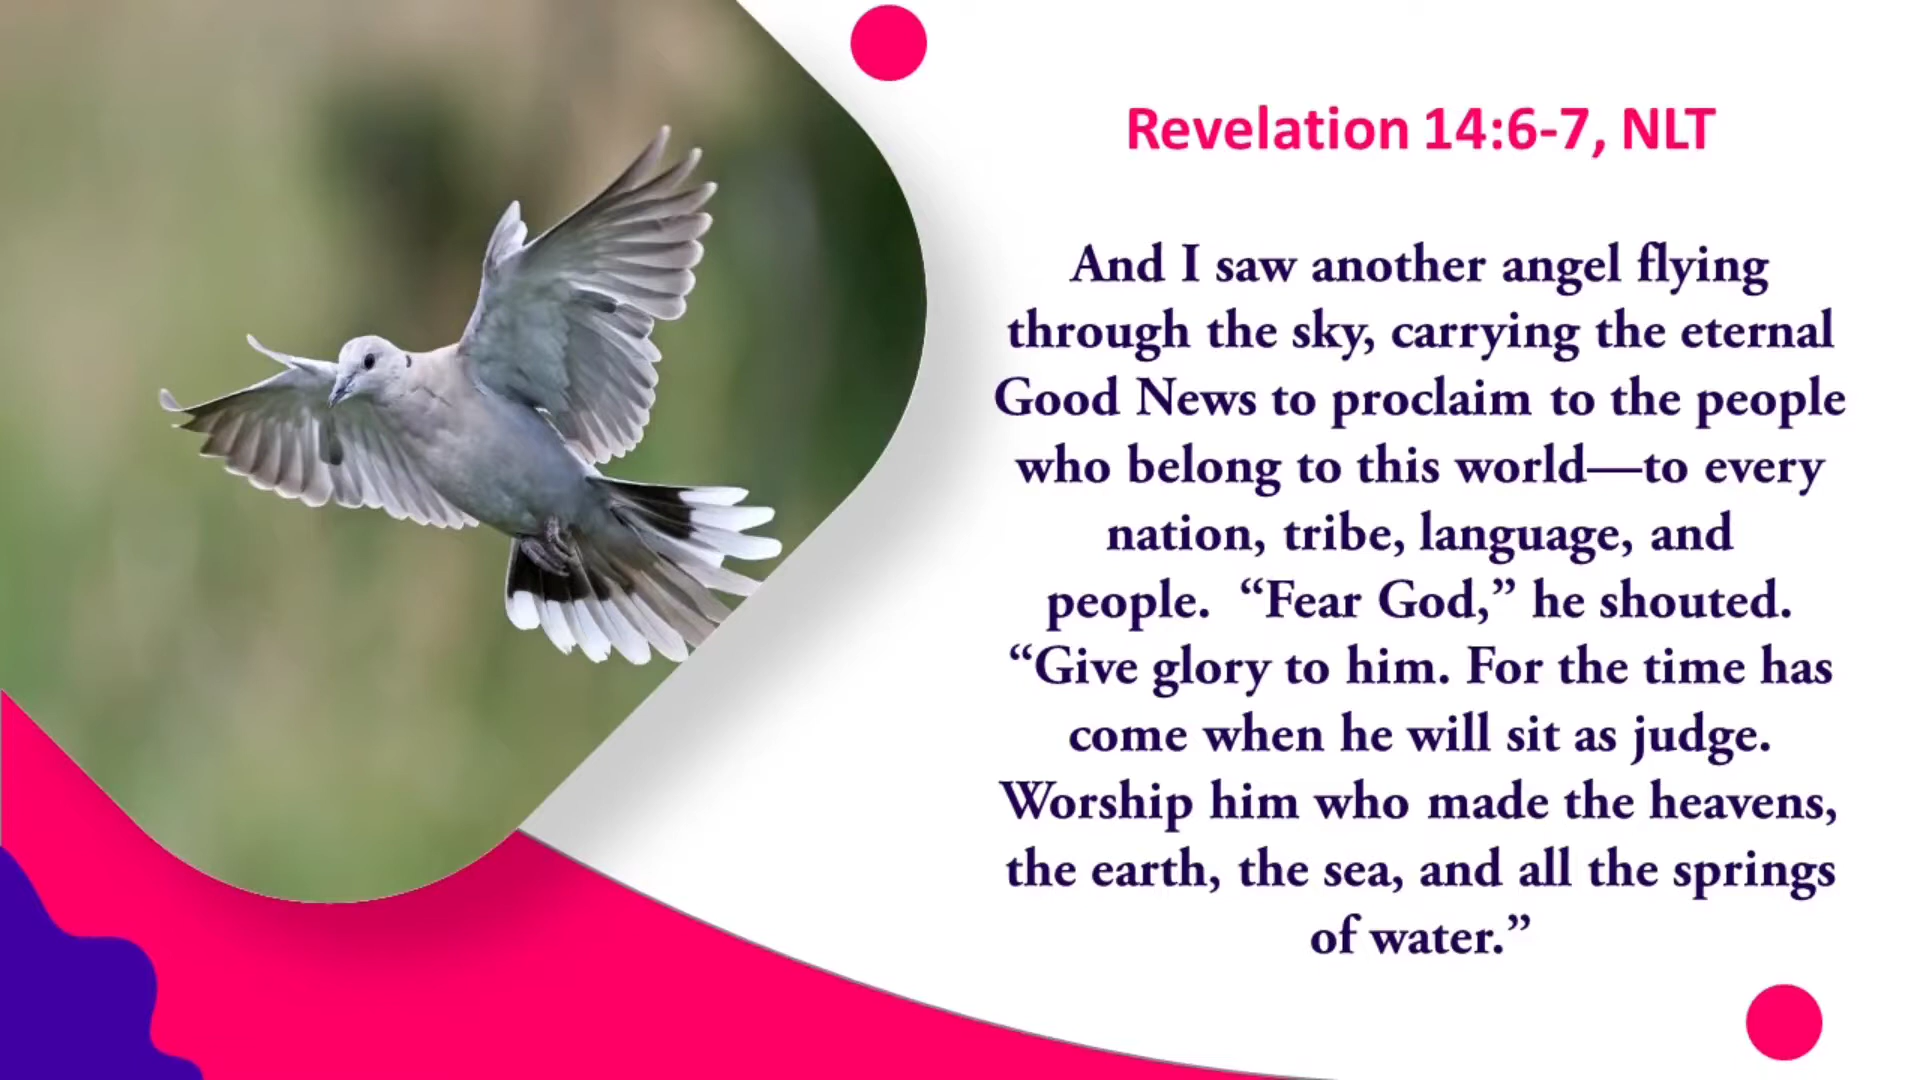 Revelation 14:6-7, NLT
And I saw another angel flying
through the sky, carrying the eternal
Good News to proclaim to the people
who belong to this world—to every
nation, tribe, language, and
people.  “Fear God,” he shouted.
“Give glory to him. For the time has
come when he will sit as judge.
Worship him who made the heavens,
the earth, the sea, and all the springs
of water.”